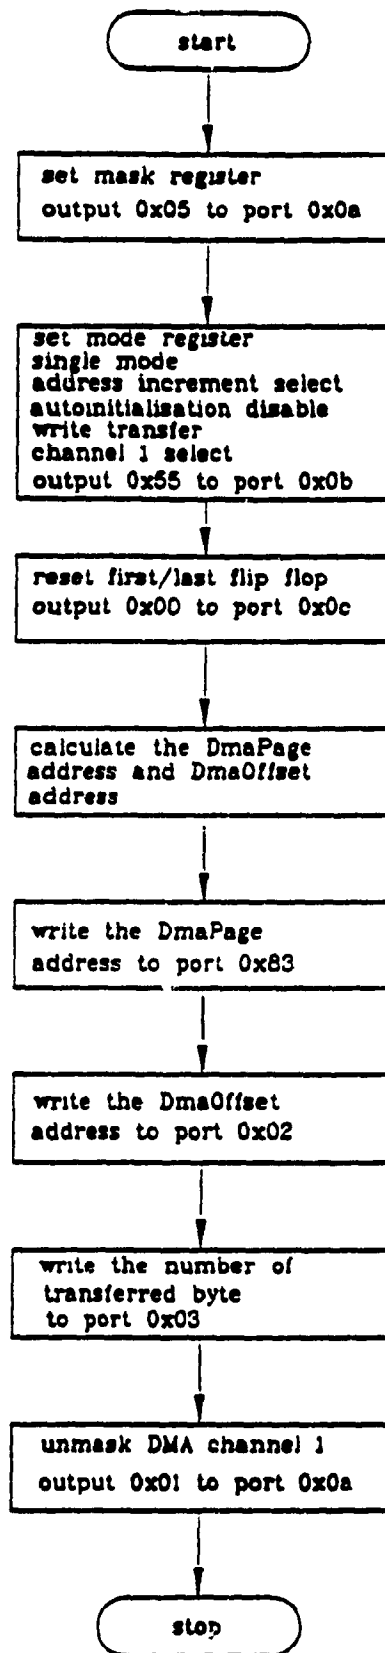 start
set mask register
output 0x05 to port 0x0a
set mode register
single mode
address increment select
autoinitialisation disable
write transfer
channel 1 select
output 0x55 to port 0x0b
reset first/last flip flop
output 0x00 to port 0x0c
calculate the DmaPage
address and DmaOffset
address
write the DmaPage
address to port 0x83
write the DmaOffset
address to port 0x02
write the number of
transferred byte
to port 0x03
unmask DMA channel 1
output 0x01 to port 0x0a
stop